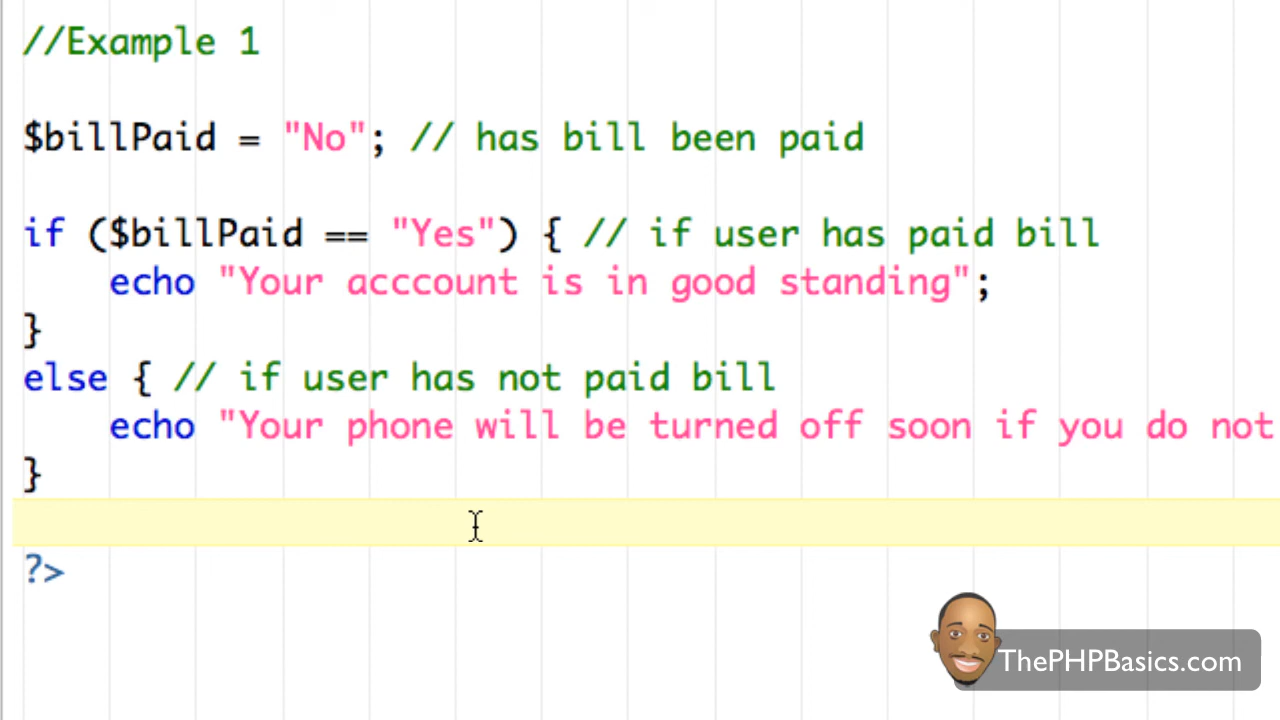 //Example 1
$billPaid = "No"; // has bill been paid
if ($billPaid == "Yes") { // if user has paid bill
echo "Your acccount is in good standing";
}
else { // if user has not paid bill
echo "Your phone will be turned off soon if you do not
}
?>
ThePHPBasics.com